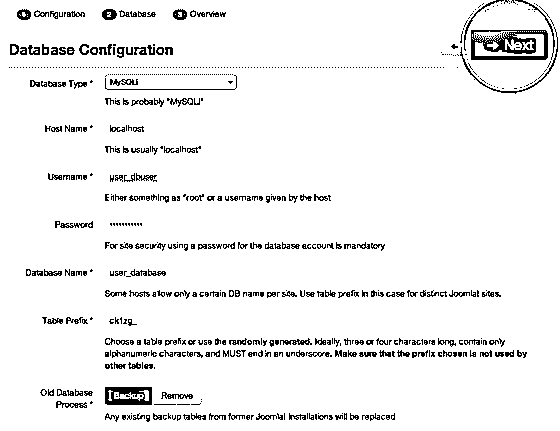 1 Configuration 2 Database 3 Overview
Next
Database Configuration
Database Type * MySQLi
This is probably "MySQLi"
Host Name * localhost
This is usually "localhost"
Username * user_dbuser
Either something as "root" or a username given by the host
Password ***********
For site security using a password for the database account is mandatory
Database Name * user_database
Some hosts allow only a certain DB name per site. Use table prefix in this case for distinct Joomla! sites.
Table Prefix * ck1zg_
Choose a table prefix or use the randomly generated. Ideally, three or four characters long, contain only
alphanumeric characters, and MUST end in an underscore. Make sure that the prefix chosen is not used by
other tables.
Old Database
Process * Backup Remove
Any existing backup tables from former Joomla! installations will be replaced